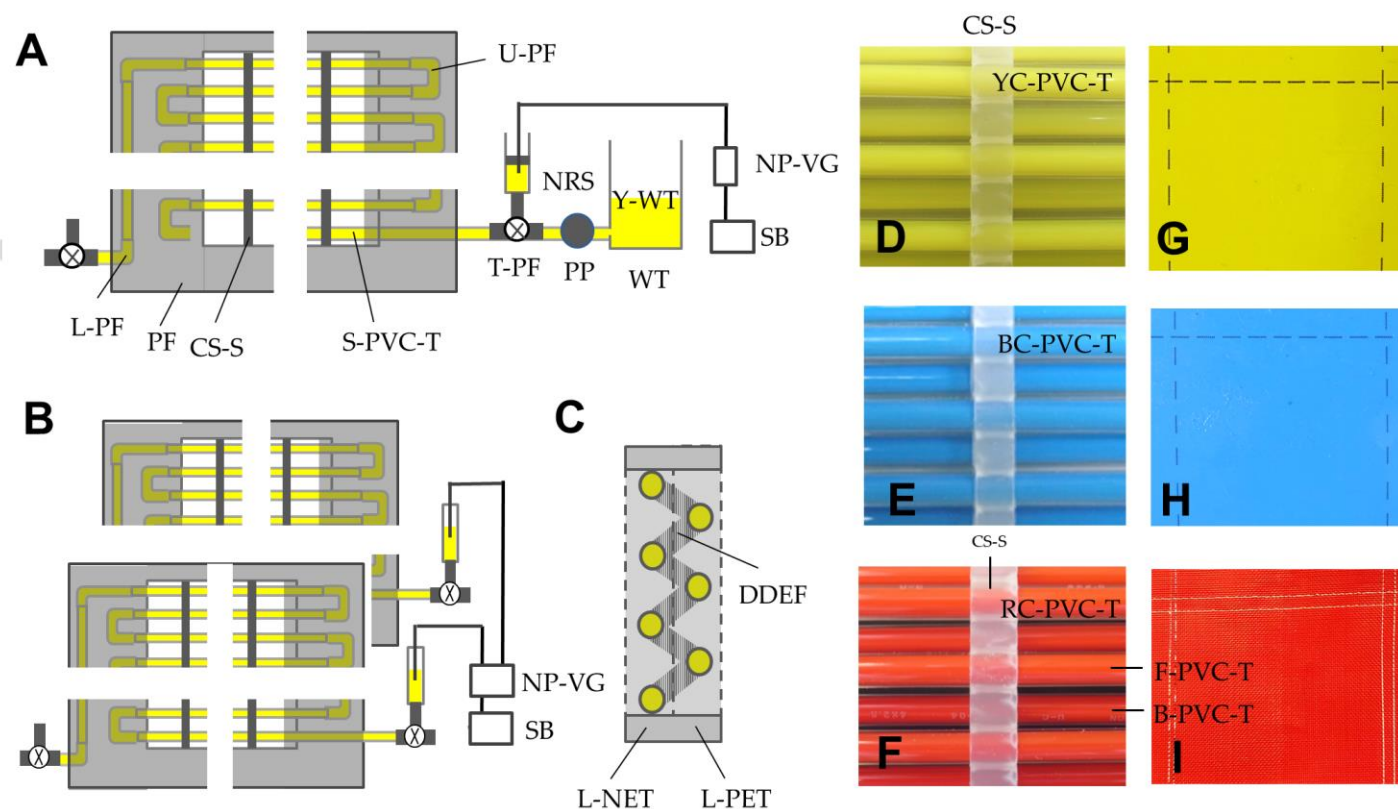 A
U-PF
NP-VG
NRS
Y-WT
SB
T-PF
PP
WT
L-PF
PF
CS-S
S-PVC-T
B
NP-VG
SB
C
DDEF
L-NET
L-PET
CS-S
YC-PVC-T
D
G
BC-PVC-T
E
H
CS-S
RC-PVC-T
F-PVC-T
B-PVC-T
F
I